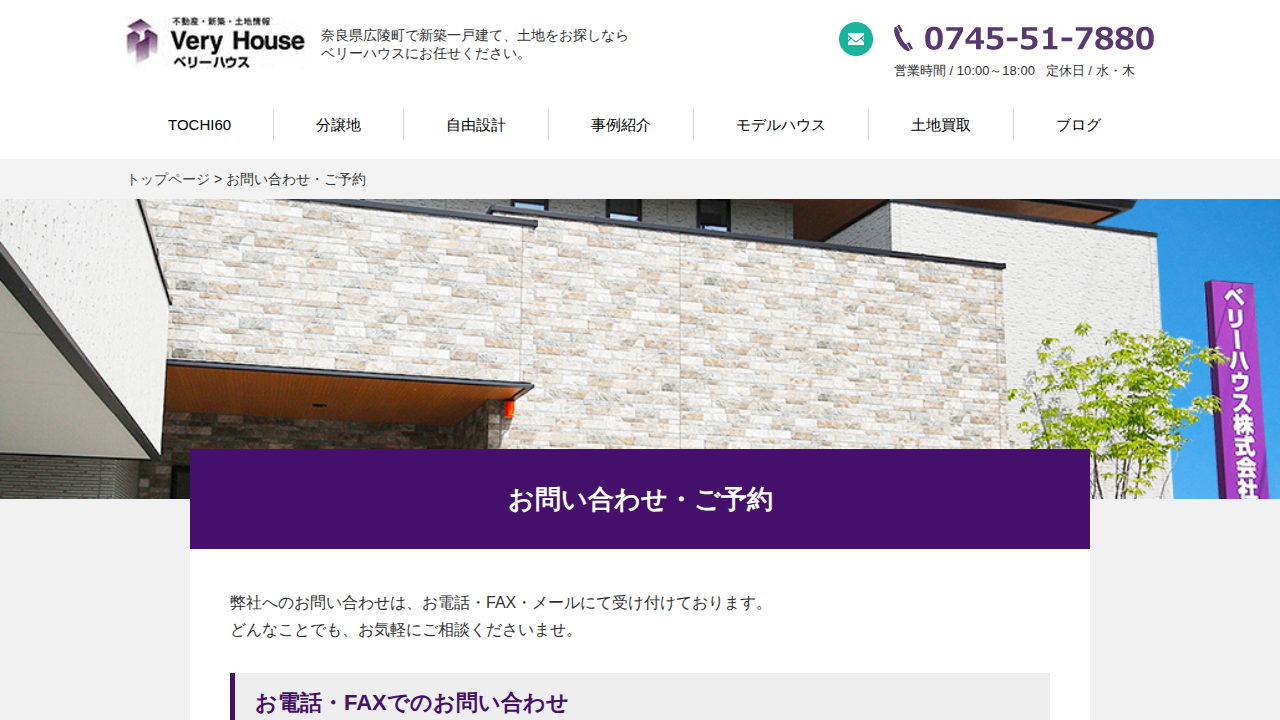 不動産・新築・土地情報
Very House
ベリーハウス
奈良県広陵町で新築一戸建て、土地をお探しなら
ベリーハウスにお任せください。
0745-51-7880
営業時間 / 10:00～18:00 定休日 / 水・木
TOCHI60 分譲地 自由設計 事例紹介 モデルハウス 土地買取 ブログ
トップページ > お問い合わせ・ご予約
ベリーハウス株式会社
お問い合わせ・ご予約
弊社へのお問い合わせは、お電話・FAX・メールにて受け付けております。
どんなことでも、お気軽にご相談くださいませ。
お電話・FAXでのお問い合わせ